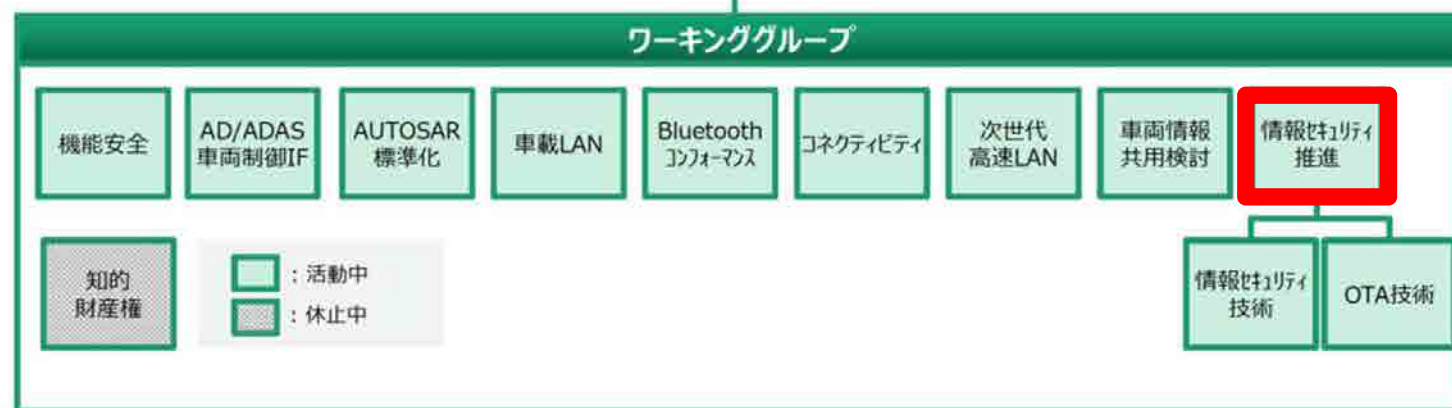 ワーキンググループ
機能安全
AD/ADAS
車両制御IF
AUTOSAR
標準化
車載LAN
Bluetooth
ｺﾝﾌｫｰﾏﾝｽ
ｺﾈｸﾃｨﾋﾞﾃｨ
次世代
高速LAN
車両情報
共用検討
情報ｾｷｭﾘﾃｨ
推進
知的
財産権
：活動中
：休止中
情報ｾｷｭﾘﾃｨ
技術
OTA技術